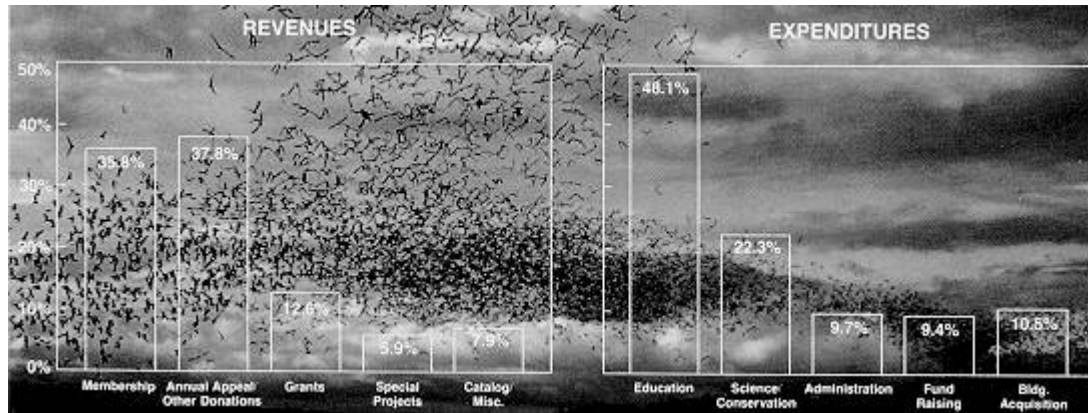 REVENUES
EXPENDITURES
50%
40%
30%
20%
10%
0%
35.8%
37.8%
12.6%
5.9%
7.9%
48.1%
22.3%
9.7%
9.4%
10.5%
Membership
Annual Appeal/
Other Donations
Grants
Special
Projects
Catalog/
Misc.
Education
Science/
Conservation
Administration
Fund
Raising
Bldg.
Acquisition